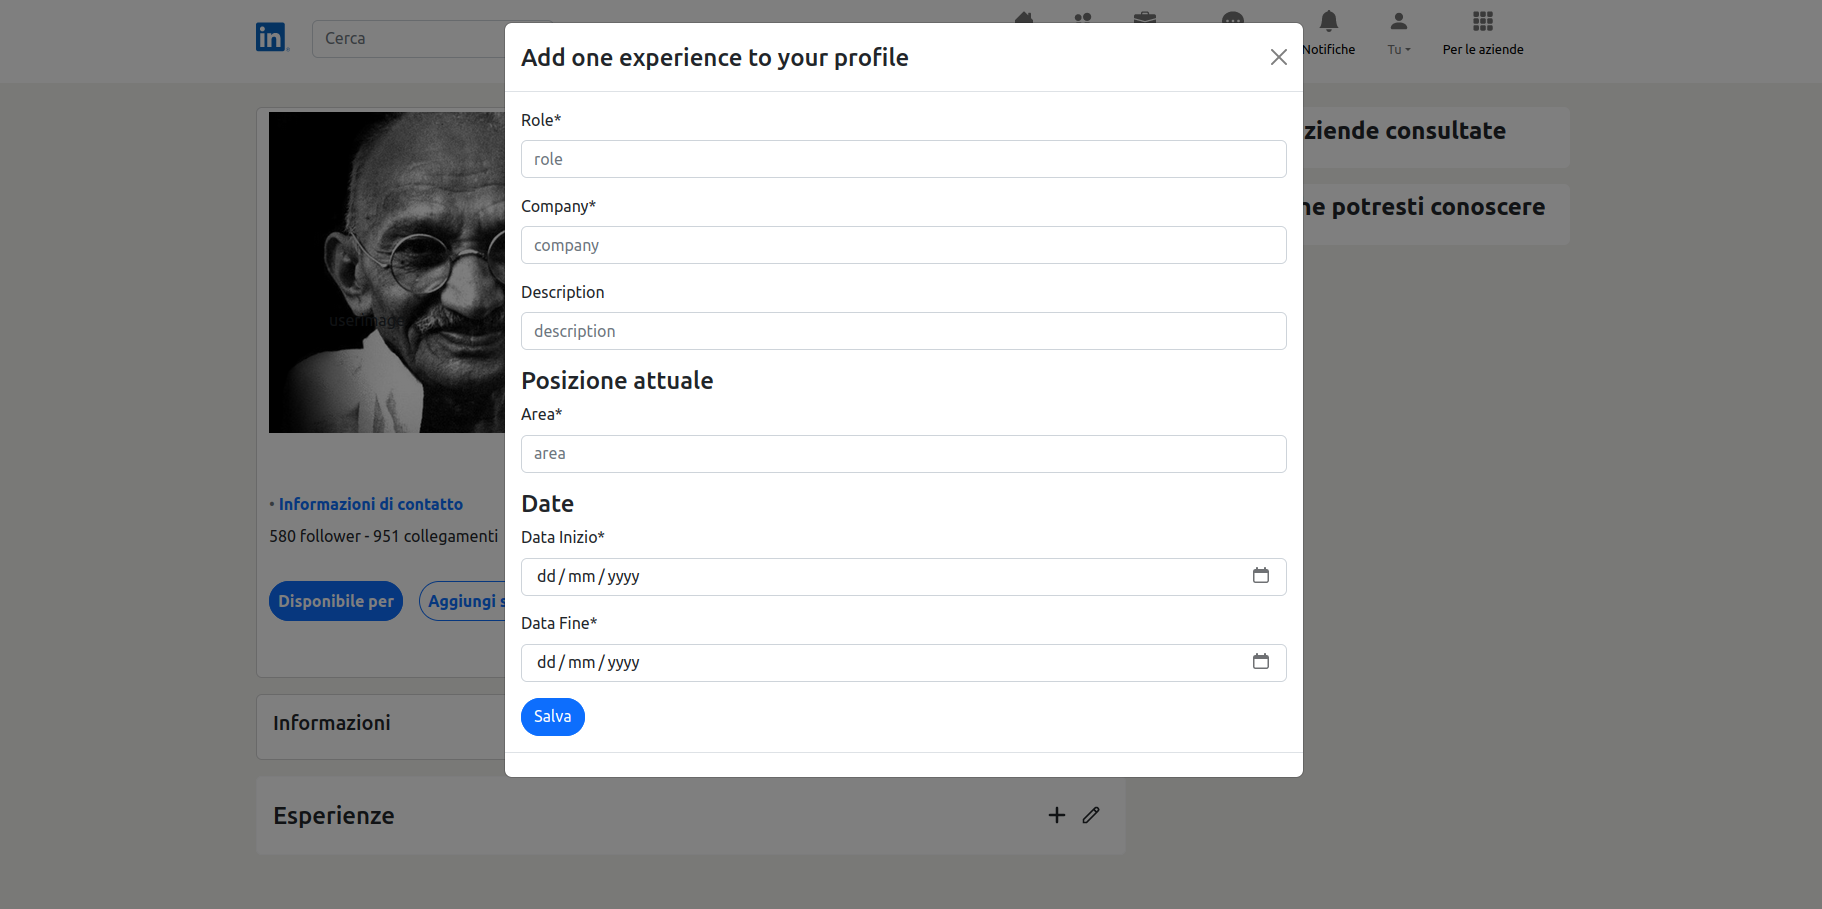 in
Cerca
Notifiche
Tu
Per le aziende
Add one experience to your profile
Role*
role
Company*
company
Description
description
Posizione attuale
Area*
area
Date
Data Inizio*
dd/mm/yyyy
Data Fine*
dd/mm/yyyy
Salva
userimage
• Informazioni di contatto
580 follower - 951 collegamenti
Disponibile per
Aggiungi s
Informazioni
Esperienze
ziende consultate
he potresti conoscere